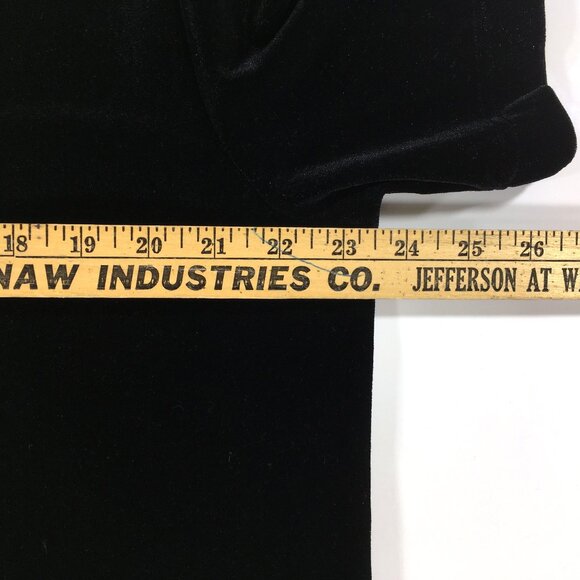 18 19 20 21 22 23 24 25 26
NAW INDUSTRIES CO. JEFFERSON AT W